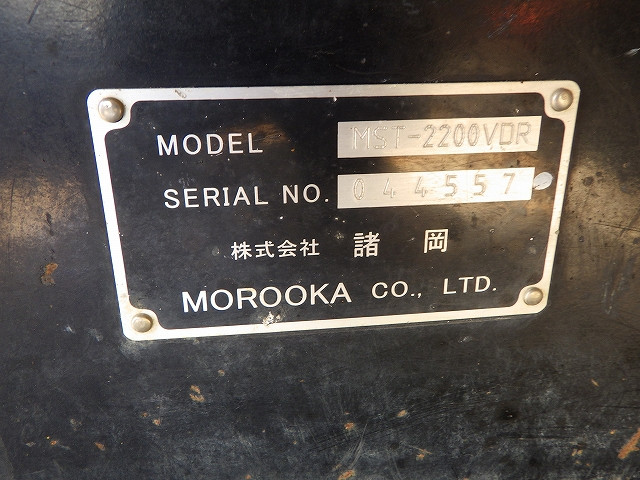 MODEL MST-2200VDR
SERIAL NO. 044557
株式会社 諸岡
MOROOKA CO., LTD.